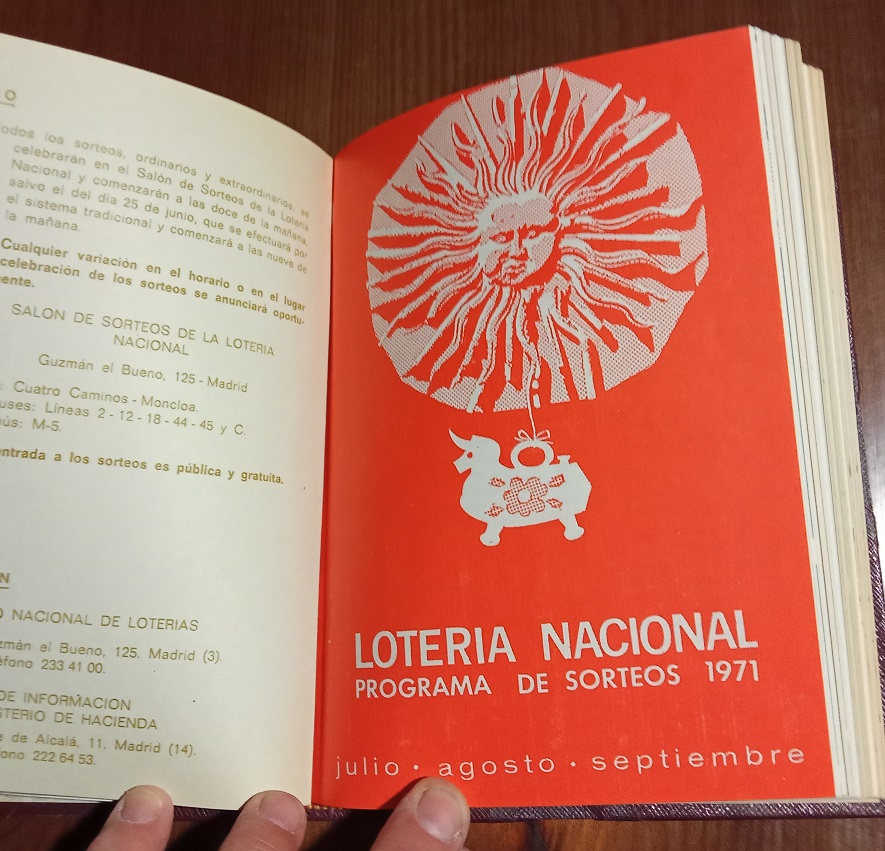 O
Todos los sorteos, ordinarios y extraordinarios, se
celebrarán en el Salón de Sorteos de la Lotería
Nacional y comenzarán a las doce de la mañana,
salvo el del día 25 de junio, que se efectuará por
el sistema tradicional y comenzará a las nueve de
la mañana.
Cualquier variación en el horario o en el lugar
celebración de los sorteos se anunciará oportu-
mente.
SALON DE SORTEOS DE LA LOTERIA
NACIONAL
Guzmán el Bueno, 125 - Madrid
: Cuatro Caminos - Moncloa.
uses: Líneas 2 - 12 - 18 - 44 - 45 y C.
ús: M-5.
entrada a los sorteos es pública y gratuita.
N
O NACIONAL DE LOTERIAS
zmán el Bueno, 125. Madrid (3).
éfono 233 41 00.
DE INFORMACION
STERIO DE HACIENDA
e de Alcalá, 11. Madrid (14).
fono 222 64 53.
LOTERIA NACIONAL
PROGRAMA DE SORTEOS 1971
julio · agosto · septiembre